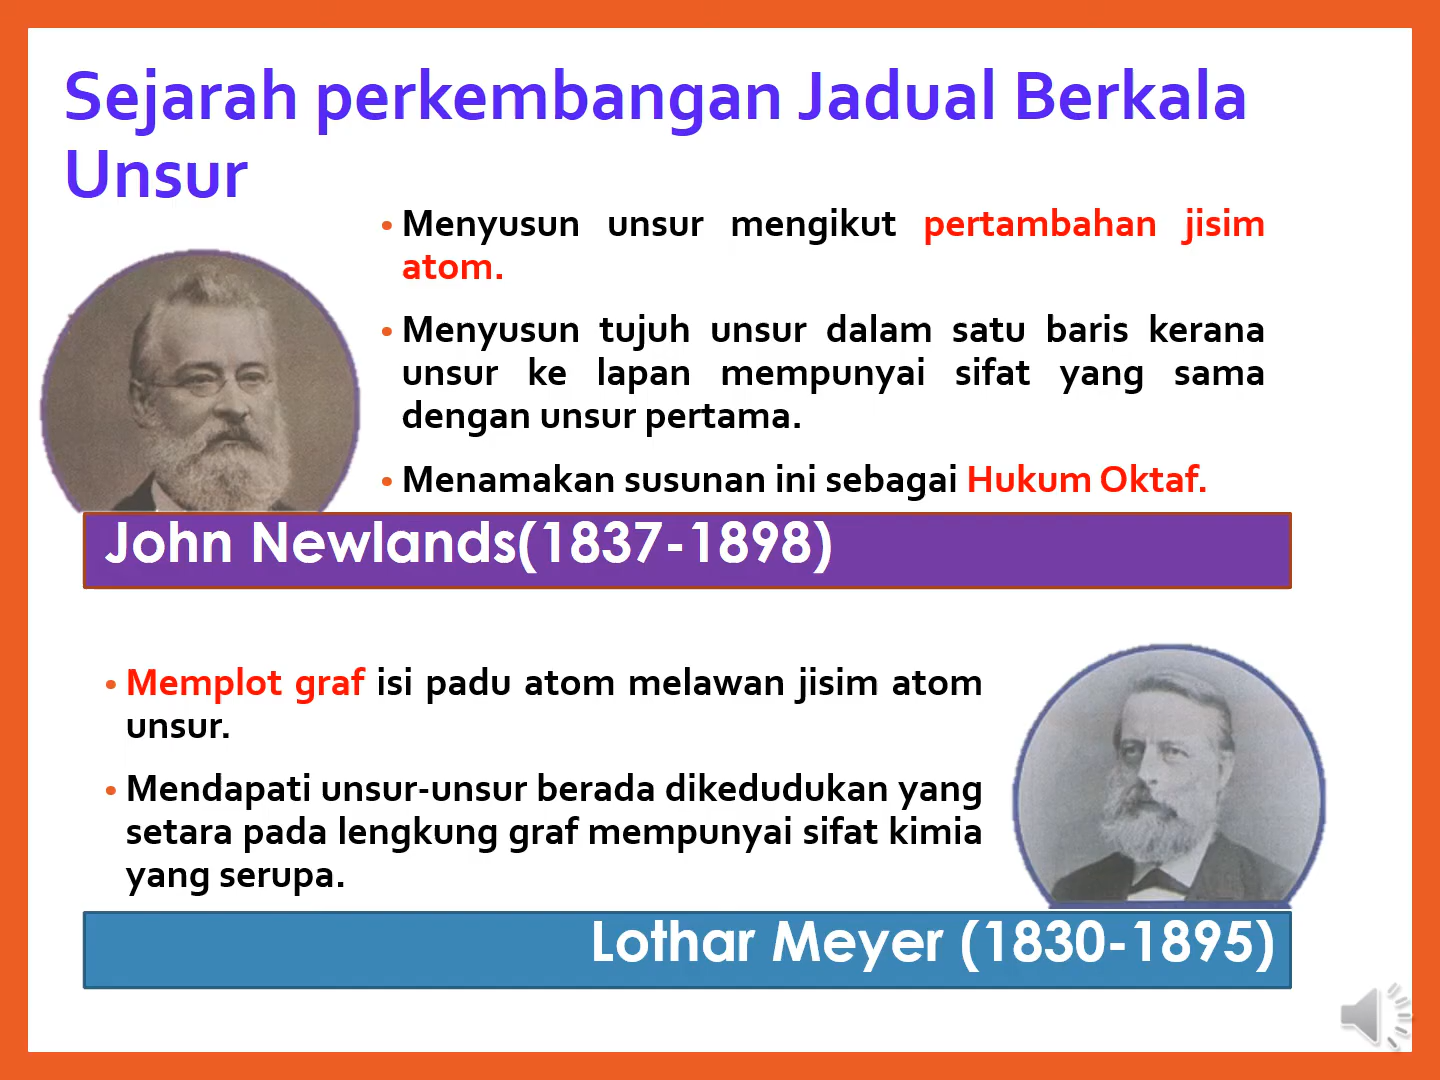 Sejarah perkembangan Jadual Berkala
Unsur
• Menyusun unsur mengikut pertambahan jisim
atom.
• Menyusun tujuh unsur dalam satu baris kerana
unsur ke lapan mempunyai sifat yang sama
dengan unsur pertama.
• Menamakan susunan ini sebagai Hukum Oktaf.
John Newlands(1837-1898)
• Memplot graf isi padu atom melawan jisim atom
unsur.
• Mendapati unsur-unsur berada dikedudukan yang
setara pada lengkung graf mempunyai sifat kimia
yang serupa.
Lothar Meyer (1830-1895)